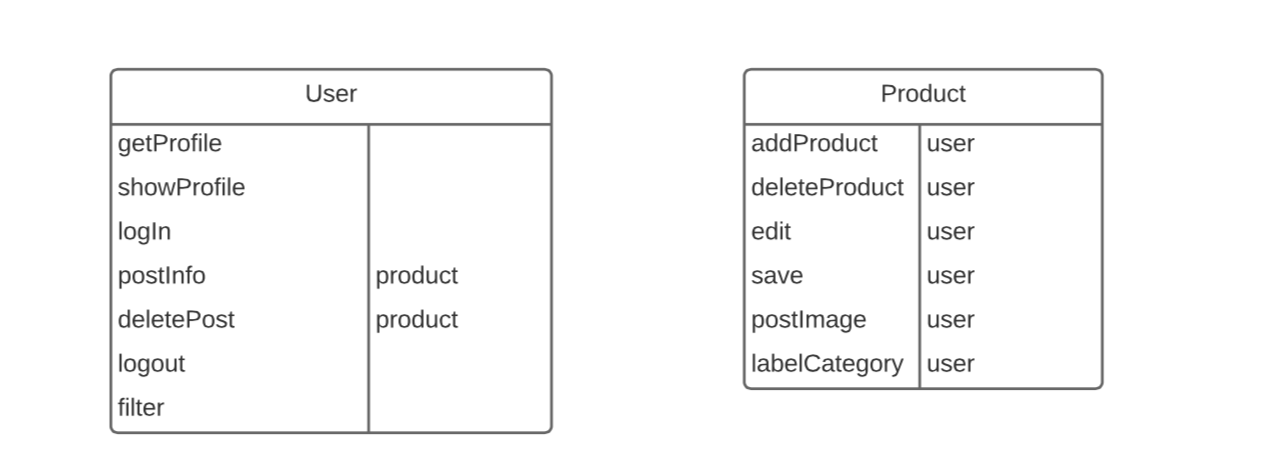 User
getProfile
showProfile
logIn
postInfo product
deletePost product
logout
filter
Product
addProduct user
deleteProduct user
edit user
save user
postImage user
labelCategory user